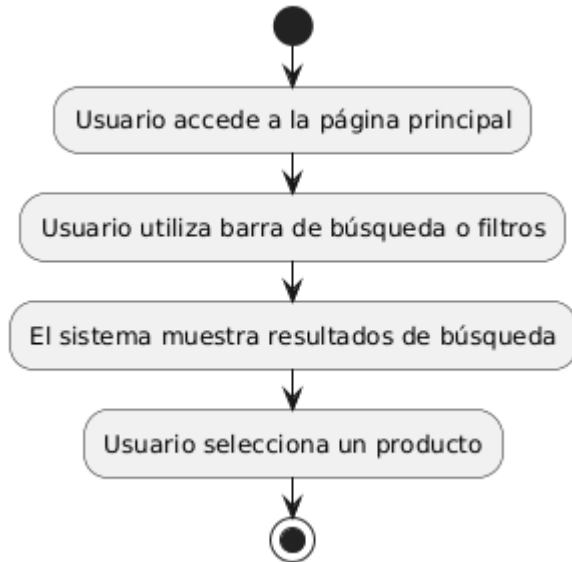 Usuario accede a la página principal
Usuario utiliza barra de búsqueda o filtros
El sistema muestra resultados de búsqueda
Usuario selecciona un producto